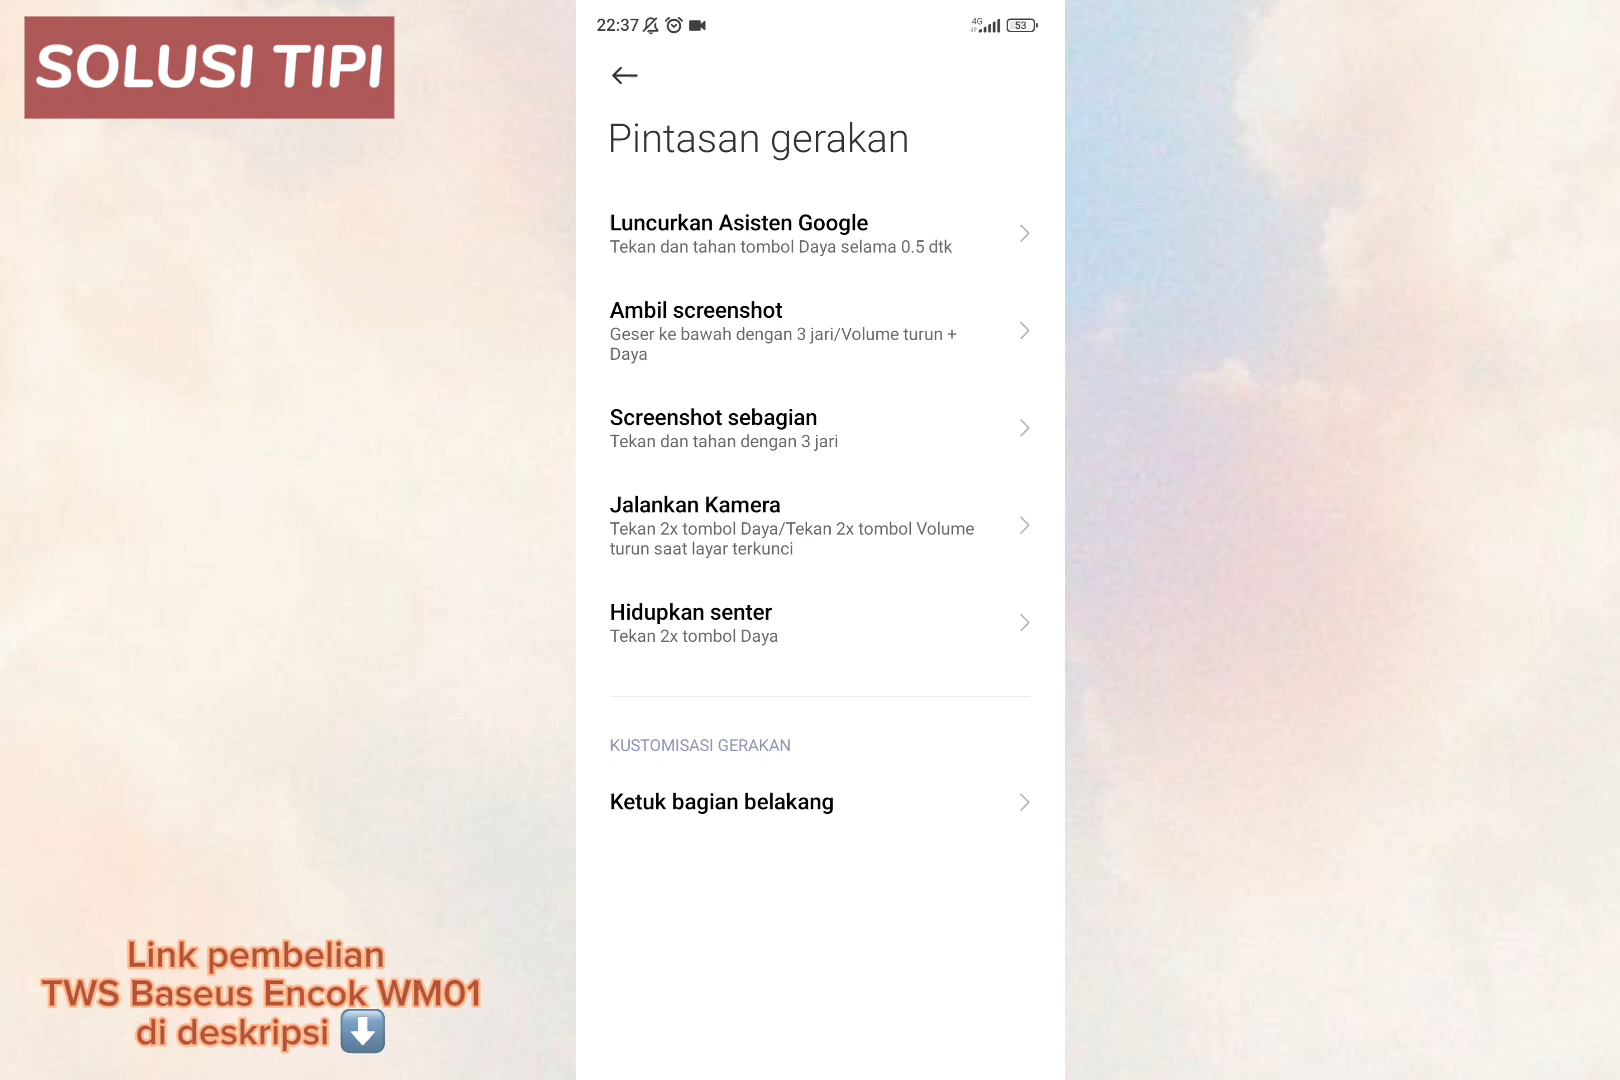 SOLUSI TIPI
22:37
4G
53
Pintasan gerakan
Luncurkan Asisten Google
Tekan dan tahan tombol Daya selama 0.5 dtk
Ambil screenshot
Geser ke bawah dengan 3 jari/Volume turun +
Daya
Screenshot sebagian
Tekan dan tahan dengan 3 jari
Jalankan Kamera
Tekan 2x tombol Daya/Tekan 2x tombol Volume
turun saat layar terkunci
Hidupkan senter
Tekan 2x tombol Daya
KUSTOMISASI GERAKAN
Ketuk bagian belakang
Link pembelian
TWS Baseus Encok WM01
di deskripsi